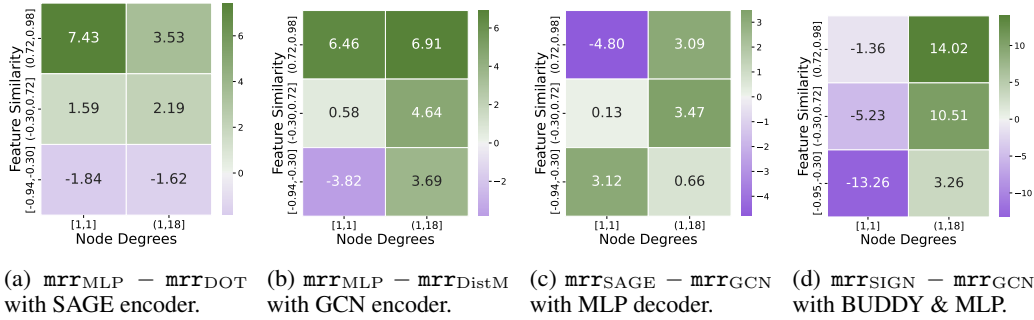 Feature Similarity
[-0.94,-0.30] (-0.30,0.72] (0.72,0.98]
7.43 3.53
1.59 2.19
-1.84 -1.62
[1,1] (1,18]
Node Degrees
6
4
2
0
Feature Similarity
[-0.94,-0.30] (-0.30,0.72] (0.72,0.98]
6.46 6.91
0.58 4.64
-3.82 3.69
[1,1] (1,18]
Node Degrees
6
4
2
0
−2
Feature Similarity
[-0.94,-0.30] (-0.30,0.72] (0.72,0.98]
-4.80 3.09
0.13 3.47
3.12 0.66
[1,1] (1,18]
Node Degrees
3
2
1
0
−1
−2
−3
−4
Feature Similarity
[-0.95,-0.30] (-0.30,0.72] (0.72,0.98]
-1.36 14.02
-5.23 10.51
-13.26 3.26
[1,1] (1,18]
Node Degrees
10
5
0
−5
−10
(a) mrrMLP − mrrDOT
with SAGE encoder.
(b) mrrMLP − mrrDistM
with GCN encoder.
(c) mrrSAGE − mrrGCN
with MLP decoder.
(d) mrrSIGN − mrrGCN
with BUDDY & MLP.